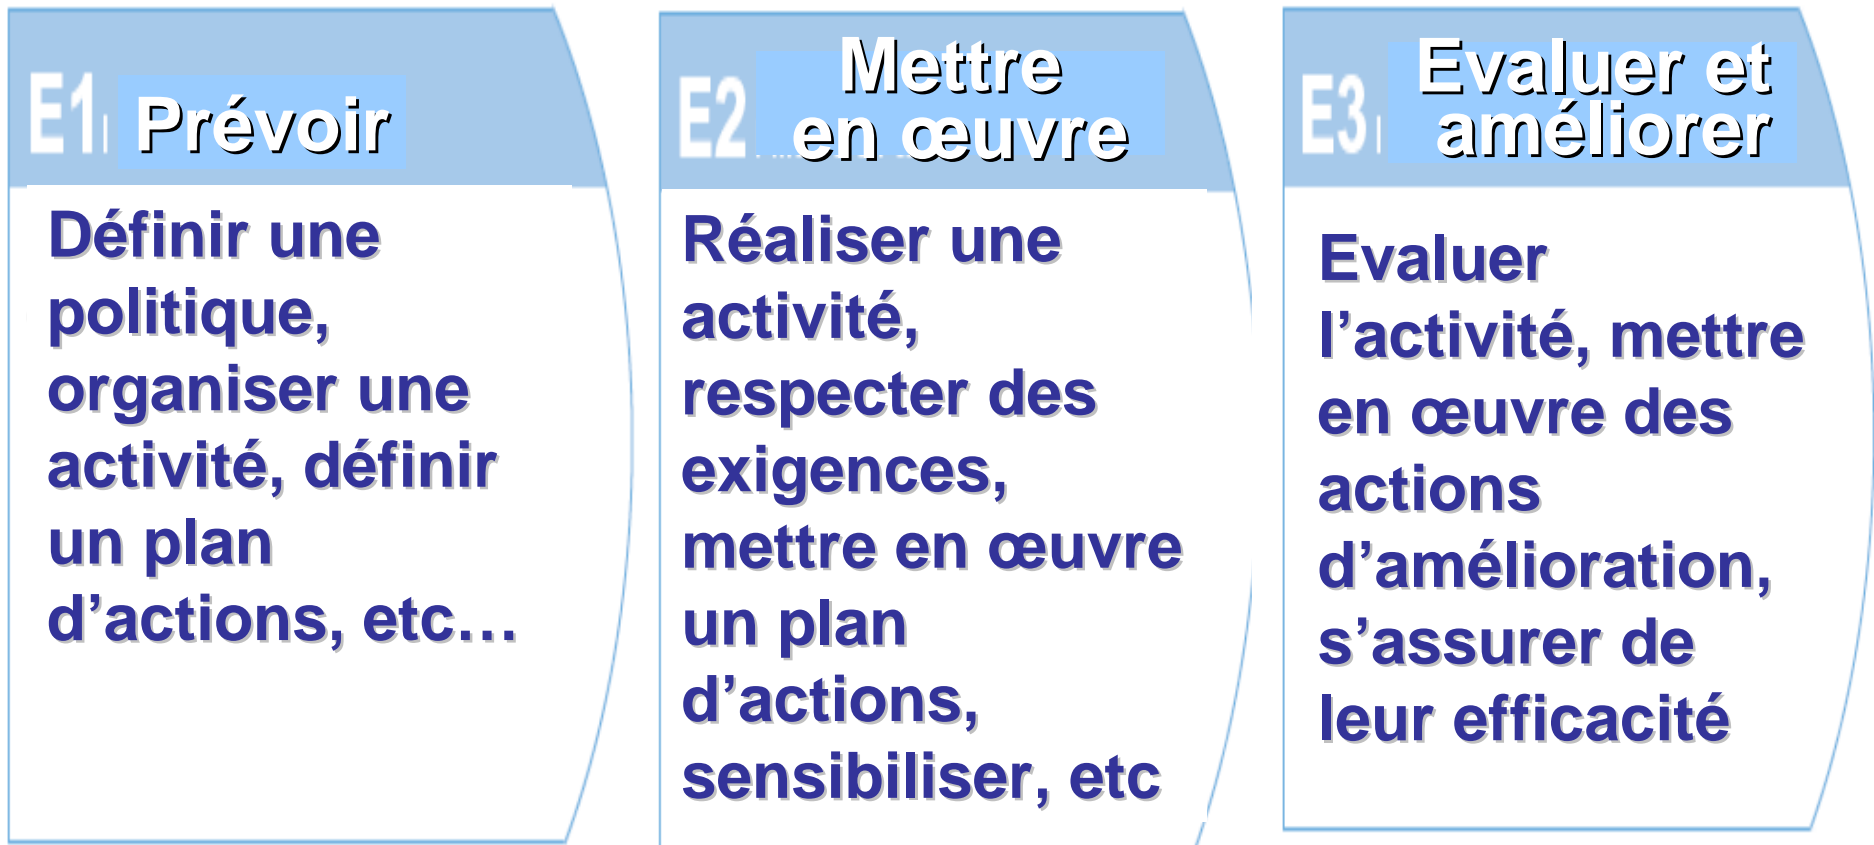 E1 Prévoir
Définir une
politique,
organiser une
activité, définir
un plan
d’actions, etc…
E2 Mettre
en œuvre
Réaliser une
activité,
respecter des
exigences,
mettre en œuvre
un plan
d’actions,
sensibiliser, etc
E3 Evaluer et
améliorer
Evaluer
l’activité, mettre
en œuvre des
actions
d’amélioration,
s’assurer de
leur efficacité